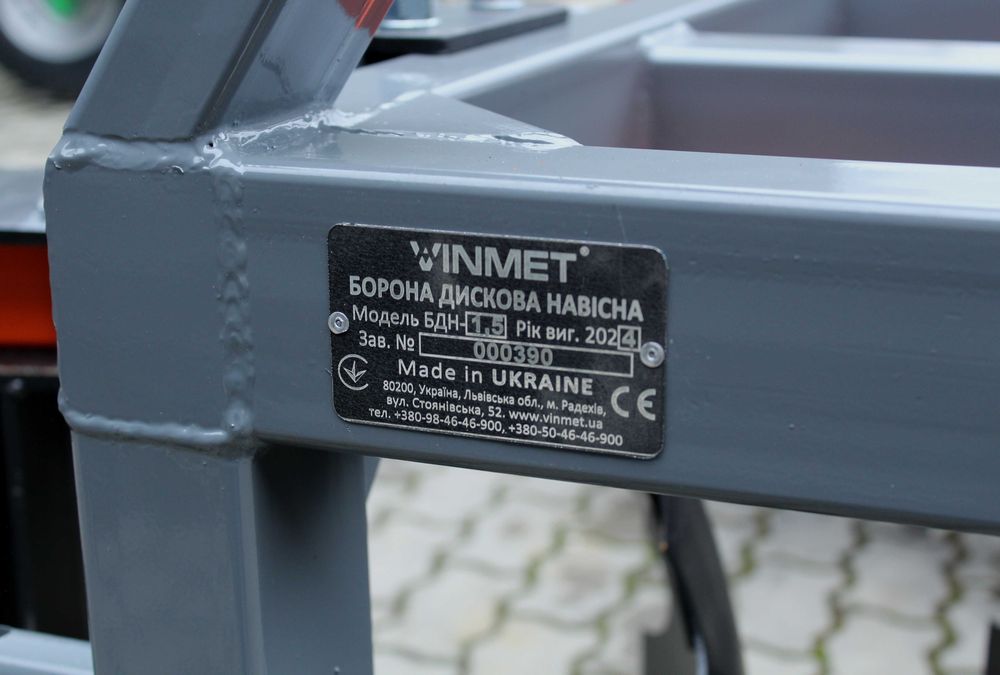 VINMET®
БОРОНА ДИСКОВА НАВІСНА
Модель БДН-1.5 Рік виг. 2024
Зав. № 000390
Made in UKRAINE
80200, Україна, Львівська обл., м. Радехів,
вул. Стоянівська, 52. www.vinmet.ua
тел. +380-98-46-46-900, +380-50-46-46-900
CE